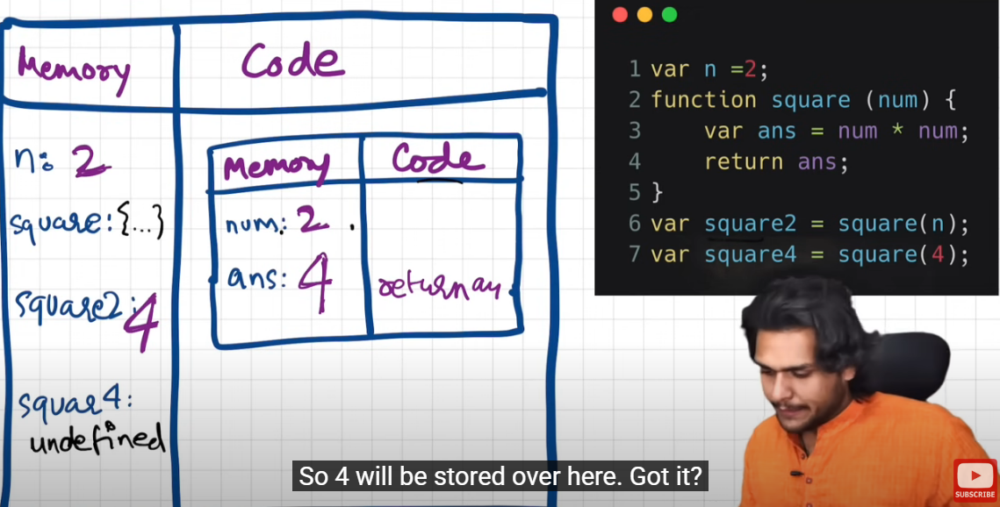 Memory
Code
n: 2
square: {...}
square2: 4
squar4:
undefined
Memory
Code
num: 2
ans: 4
return an
1 var n =2;
2 function square (num) {
3 var ans = num * num;
4 return ans;
5 }
6 var square2 = square(n);
7 var square4 = square(4);
So 4 will be stored over here. Got it?
SUBSCRIBE